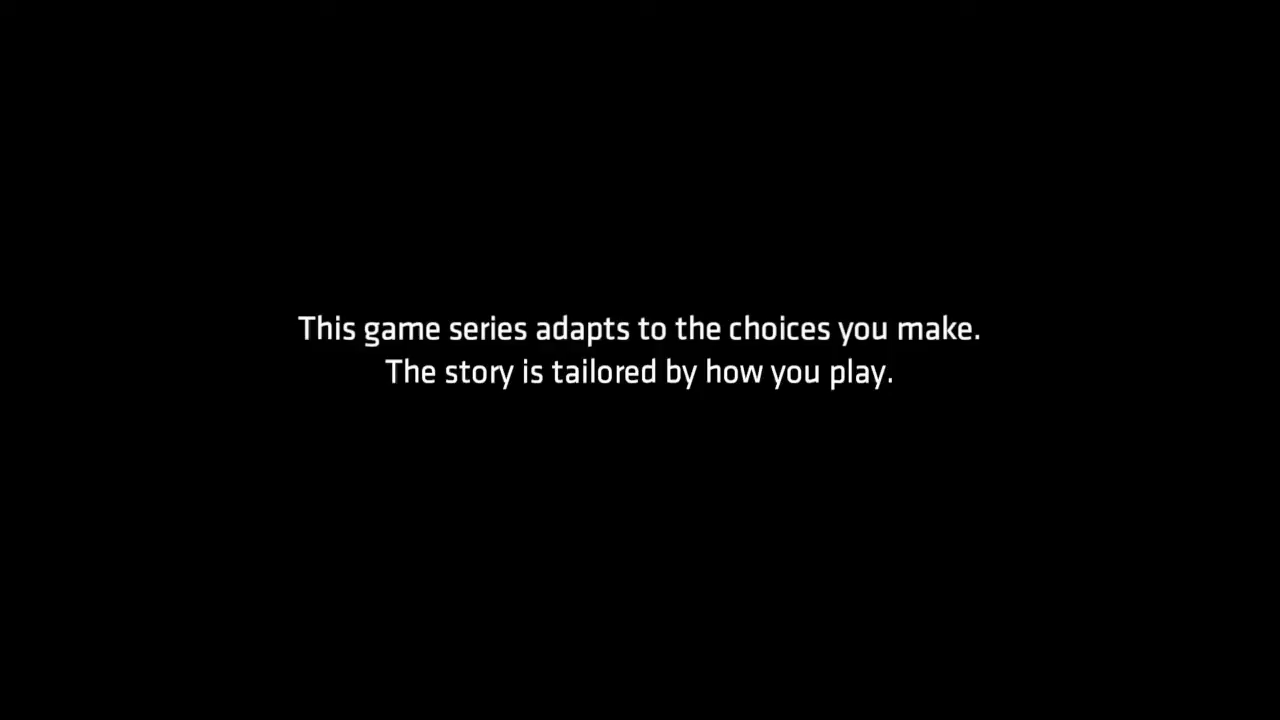 This game series adapts to the choices you make.
The story is tailored by how you play.